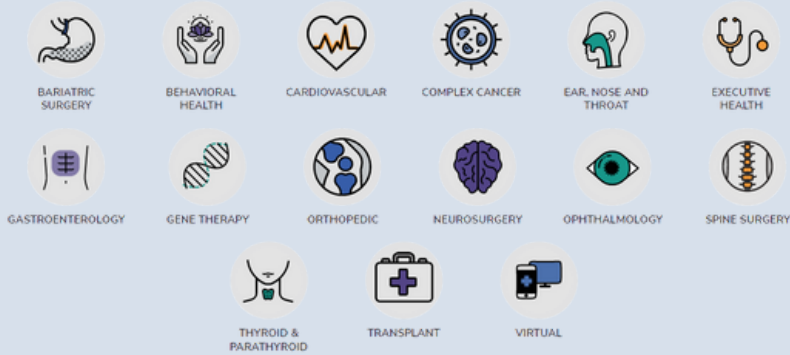 BARIATRIC
SURGERY
BEHAVIORAL
HEALTH
CARDIOVASCULAR
COMPLEX CANCER
EAR, NOSE AND
THROAT
EXECUTIVE
HEALTH
GASTROENTEROLOGY
GENE THERAPY
ORTHOPEDIC
NEUROSURGERY
OPHTHALMOLOGY
SPINE SURGERY
THYROID &
PARATHYROID
TRANSPLANT
VIRTUAL